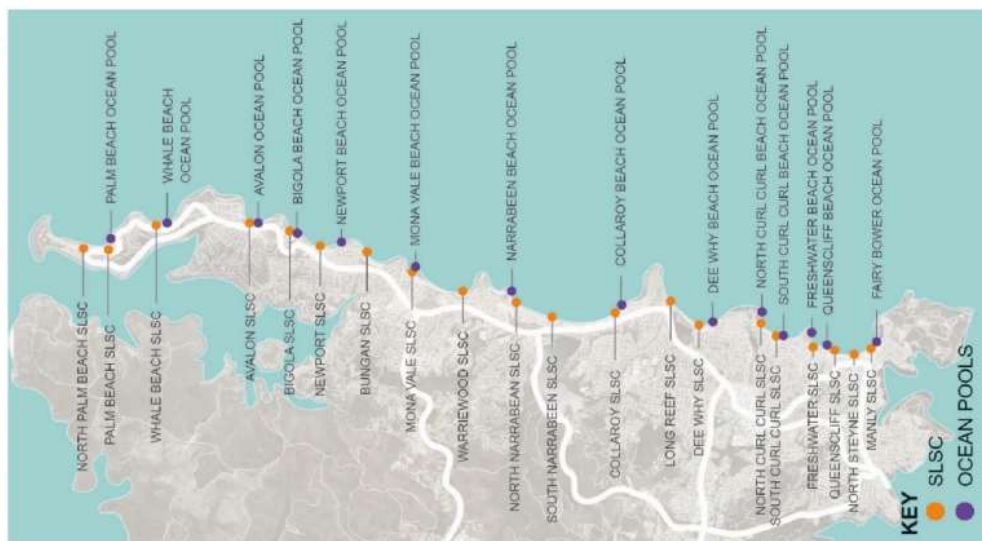 NORTH PALM BEACH SLSC
PALM BEACH SLSC
WHALE BEACH SLSC
AVALON SLSC
BIGOLA SLSC
NEWPORT SLSC
BUNGAN SLSC
MONA VALE SLSC
WARRIEWOOD SLSC
NORTH NARRABEAN SLSC
SOUTH NARRABEEN SLSC
COLLAROY SLSC
LONG REEF SLSC
DEE WHY SLSC
NORTH CURL CURL SLSC
SOUTH CURL CURL SLSC
FRESHWATER SLSC
QUEENSCLIFF SLSC
NORTH STEYNE SLSC
MANLY SLSC
PALM BEACH OCEAN POOL
WHALE BEACH
OCEAN POOL
AVALON OCEAN POOL
BIGOLA BEACH OCEAN POOL
NEWPORT BEACH OCEAN POOL
MONA VALE BEACH OCEAN POOL
NARRABEEN BEACH OCEAN POOL
COLLAROY BEACH OCEAN POOL
DEE WHY BEACH OCEAN POOL
NORTH CURL CURL BEACH OCEAN POOL
SOUTH CURL BEACH OCEAN POOL
FRESHWATER BEACH OCEAN POOL
QUEENSCLIFF BEACH OCEAN POOL
FAIRY BOWER OCEAN POOL
KEY
SLSC
OCEAN POOLS